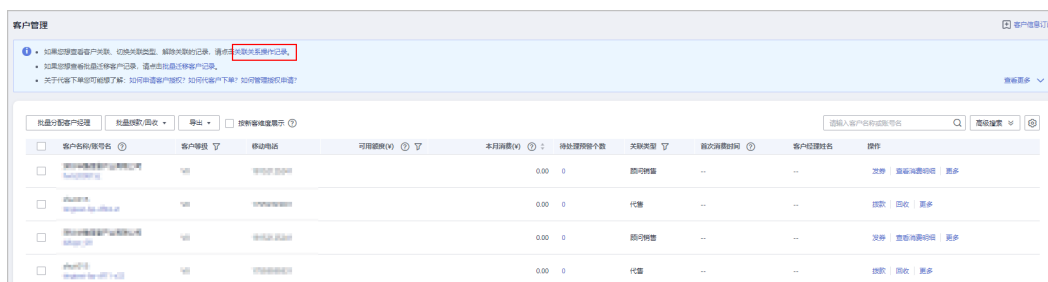 客户管理
客户信息订
如果您想查看客户关联、切换关联类型、解除关联的记录，请点击关联关系操作记录。
如果您想查看批量迁移客户记录，请点击批量迁移客户记录。
关于代客下单您可能想了解：如何申请客户授权？如何代客户下单？如何管理授权申请？
查看更多
批量分配客户经理 批量拨款/回收 导出 按新客维度展示
请输入客户名称或账号名 高级搜索
客户名称/账号名 客户等级 移动电话 可用额度(¥) 本月消费(¥) 待处理预警个数 关联类型 首次消费时间 客户经理姓名 操作
0.00 0 顾问销售 -- -- 发券 查看消费明细 更多
0.00 0 代售 -- -- 拨款 回收 更多
0.00 0 顾问销售 -- -- 发券 查看消费明细 更多
0.00 0 代售 -- -- 拨款 回收 更多